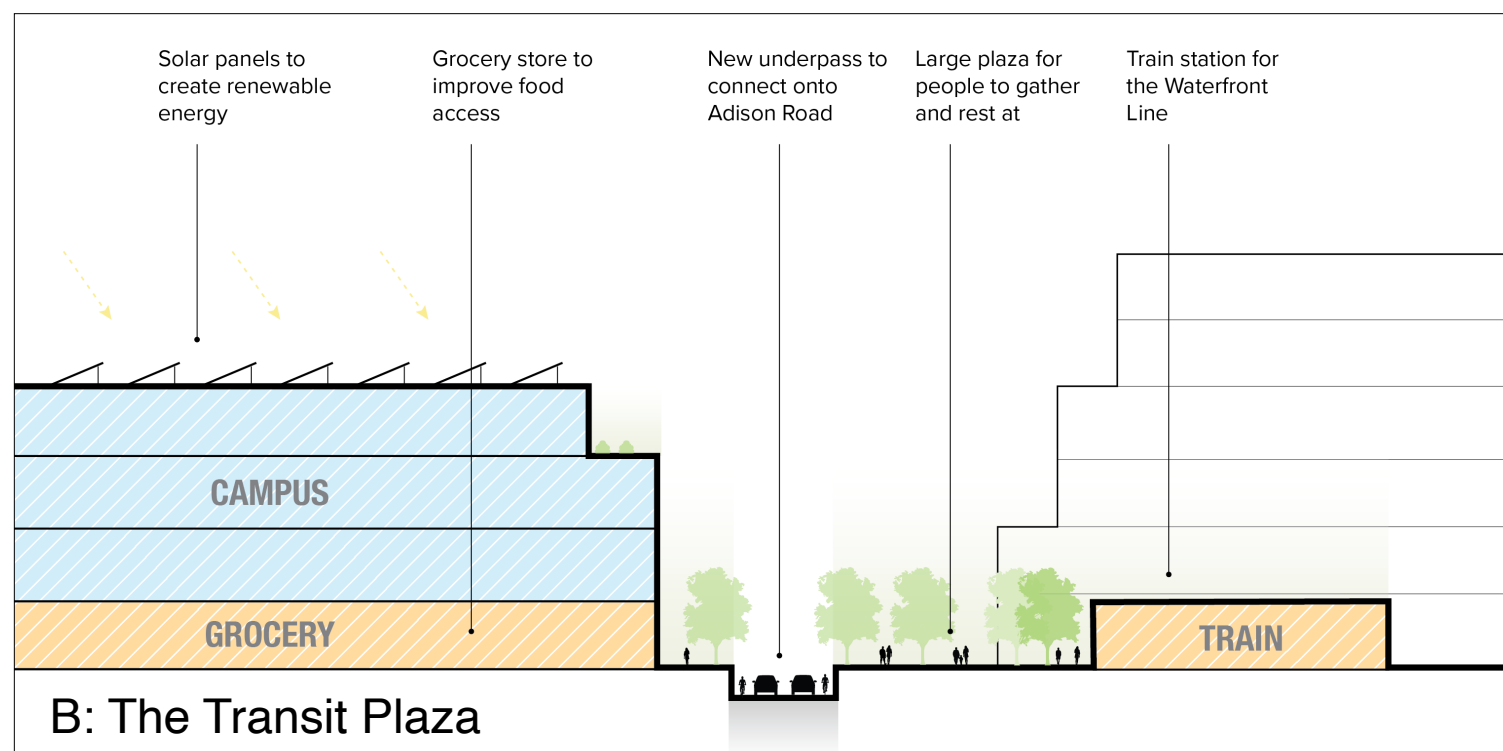 Solar panels to
create renewable
energy
Grocery store to
improve food
access
New underpass to
connect onto
Adison Road
Large plaza for
people to gather
and rest at
Train station for
the Waterfront
Line
CAMPUS
GROCERY
TRAIN
B: The Transit Plaza